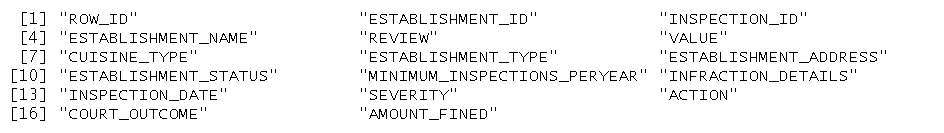 [1] "ROW_ID" "ESTABLISHMENT_ID" "INSPECTION_ID"
[4] "ESTABLISHMENT_NAME" "REVIEW" "VALUE"
[7] "CUISINE_TYPE" "ESTABLISHMENT_TYPE" "ESTABLISHMENT_ADDRESS"
[10] "ESTABLISHMENT_STATUS" "MINIMUM_INSPECTIONS_PERYEAR" "INFRACTION_DETAILS"
[13] "INSPECTION_DATE" "SEVERITY" "ACTION"
[16] "COURT_OUTCOME" "AMOUNT_FINED"